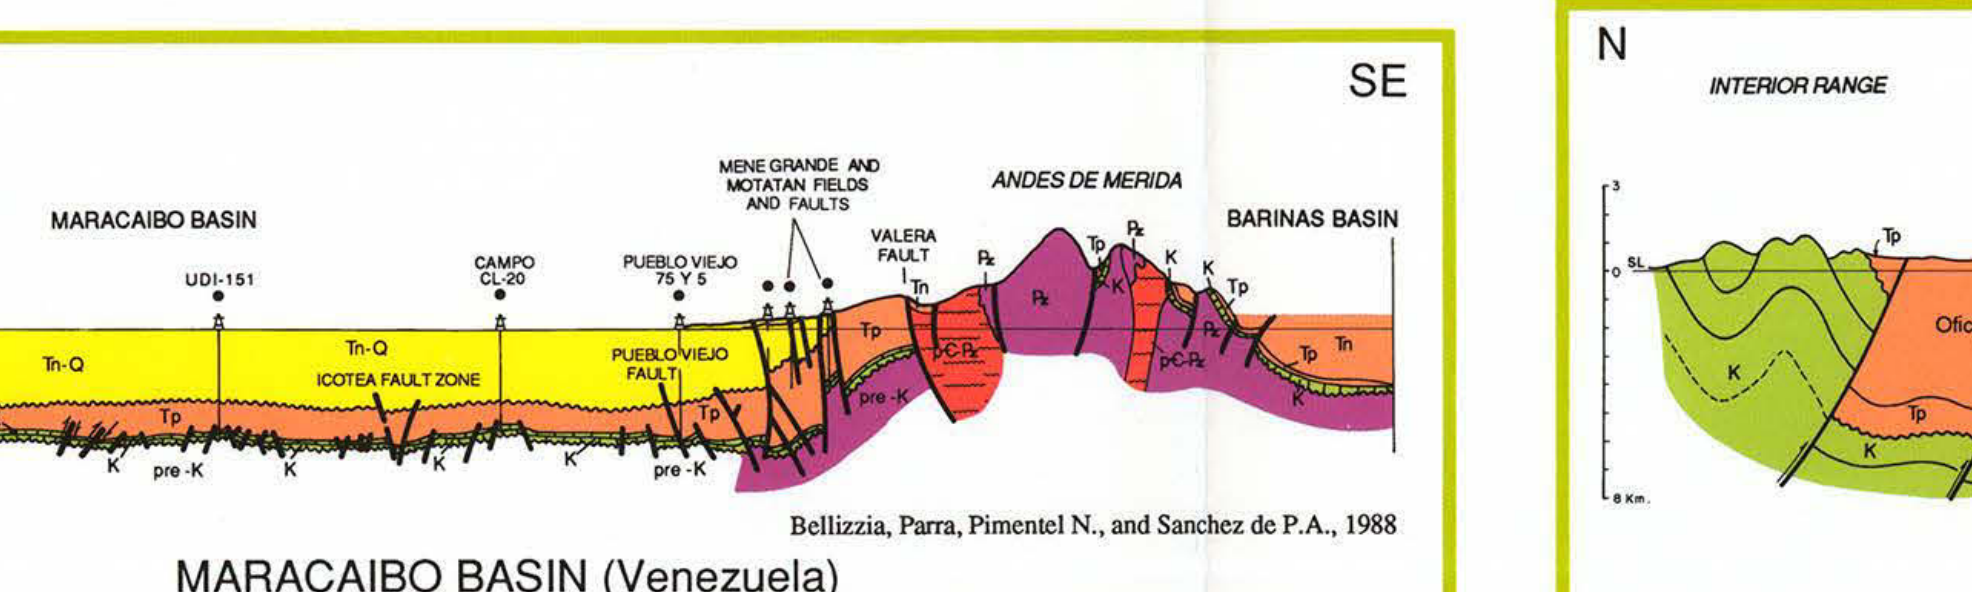 SE
N
INTERIOR RANGE
MENE GRANDE AND
MOTATAN FIELDS
AND FAULTS
ANDES DE MERIDA
MARACAIBO BASIN
BARINAS BASIN
VALERA
FAULT
UDI-151
CAMPO
CL-20
PUEBLO VIEJO
75 Y 5
Pz
Tp
Pz
K
K
Tp
Tn
K
Pz
Tp
Pz
Tn-Q
Tn-Q
ICOTEA FAULT ZONE
PUEBLO VIEJO
FAULT
p-Є-Pz
p-Є-Pz
Tp
Tn
Tp
Tp
pre -K
K
K
pre -K
K
K
K
pre -K
3
0
SL
8 Km.
Tp
K
Tp
K
Bellizzia, Parra, Pimentel N., and Sanchez de P.A., 1988
MARACAIBO BASIN (Venezuela)